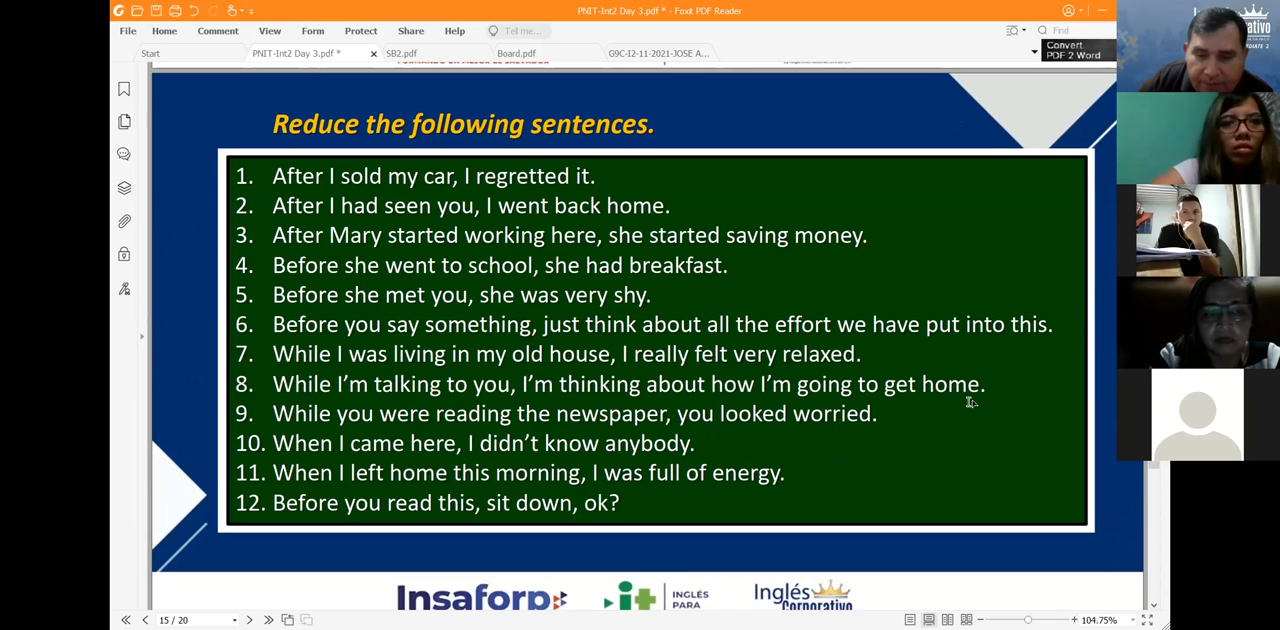 PNIT-Int2 Day 3.pdf * - Foxit PDF Reader
File Home Comment View Form Protect Share Help Tell me... Find
Start PNIT-Int2 Day 3.pdf * SB2.pdf Board.pdf G9C-I2-11-2021-JOSE A...
Convert
PDF 2 Word
Reduce the following sentences.
1. After I sold my car, I regretted it.
2. After I had seen you, I went back home.
3. After Mary started working here, she started saving money.
4. Before she went to school, she had breakfast.
5. Before she met you, she was very shy.
6. Before you say something, just think about all the effort we have put into this.
7. While I was living in my old house, I really felt very relaxed.
8. While I’m talking to you, I’m thinking about how I’m going to get home.
9. While you were reading the newspaper, you looked worried.
10. When I came here, I didn’t know anybody.
11. When I left home this morning, I was full of energy.
12. Before you read this, sit down, ok?
Insaforp it INGLÉS
PARA
Inglés
Corporativo
15 / 20 104.75%